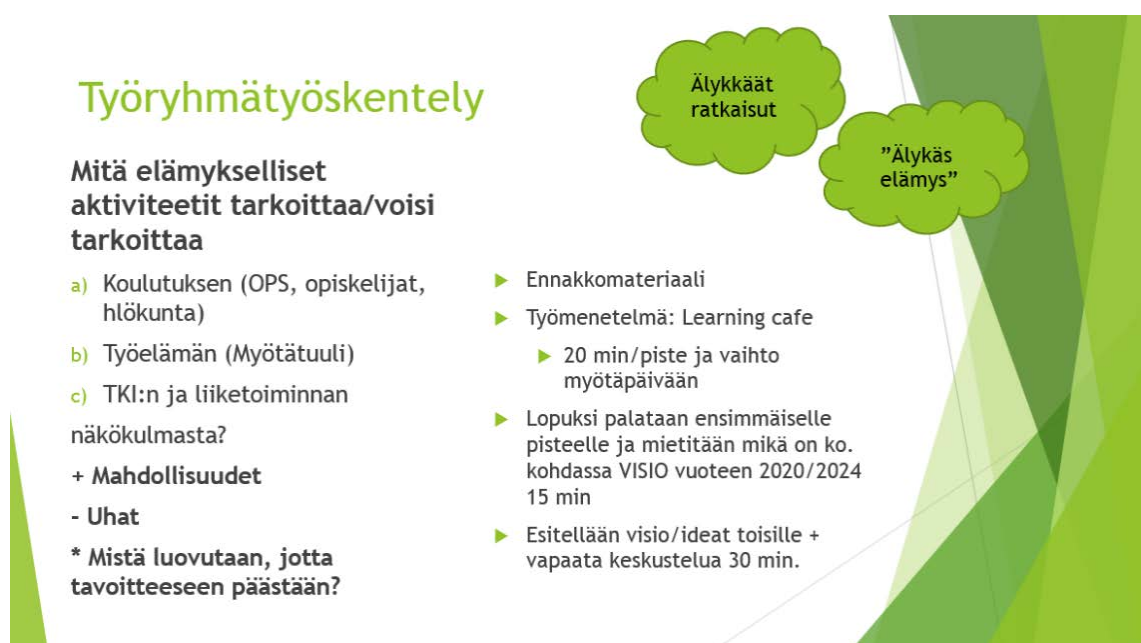 Työryhmätyöskentely
Älykkäät
ratkaisut
”Älykäs
elämys”
Mitä elämykselliset
aktiviteetit tarkoittaa/voisi
tarkoittaa
a) Koulutuksen (OPS, opiskelijat,
hlökunta)
b) Työelämän (Myötätuuli)
c) TKI:n ja liiketoiminnan
näkökulmasta?
+ Mahdollisuudet
- Uhat
* Mistä luovutaan, jotta
tavoitteeseen päästään?
Ennakkomateriaali
Työmenetelmä: Learning cafe
20 min/piste ja vaihto
myötäpäivään
Lopuksi palataan ensimmäiselle
pisteelle ja mietitään mikä on ko.
kohdassa VISIO vuoteen 2020/2024
15 min
Esitellään visio/ideat toisille +
vapaata keskustelua 30 min.